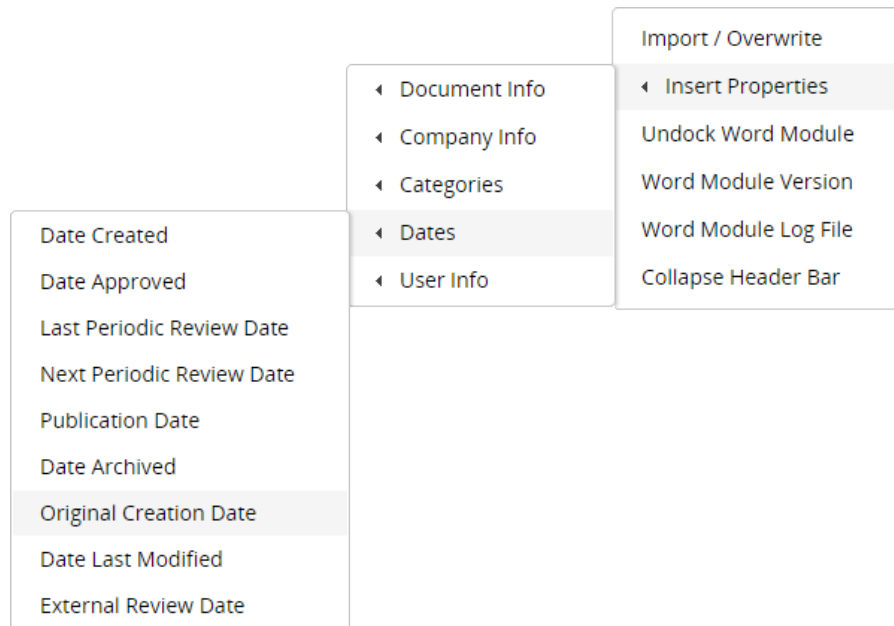 Import / Overwrite
Insert Properties
Undock Word Module
Word Module Version
Word Module Log File
Collapse Header Bar
Document Info
Company Info
Categories
Dates
User Info
Date Created
Date Approved
Last Periodic Review Date
Next Periodic Review Date
Publication Date
Date Archived
Original Creation Date
Date Last Modified
External Review Date